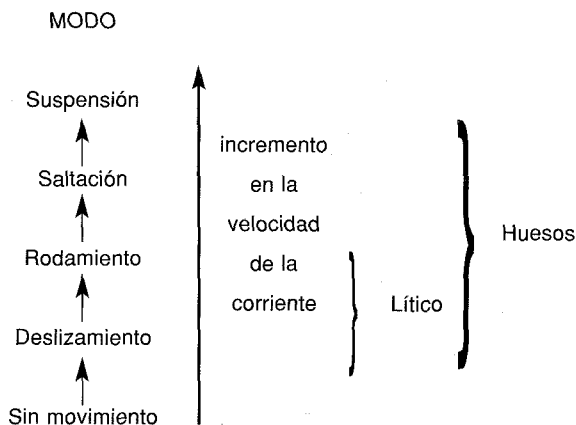 MODO
Suspensión
Saltación
Rodamiento
Deslizamiento
Sin movimiento
incremento
en la
velocidad
de la
corriente
Lítico
Huesos